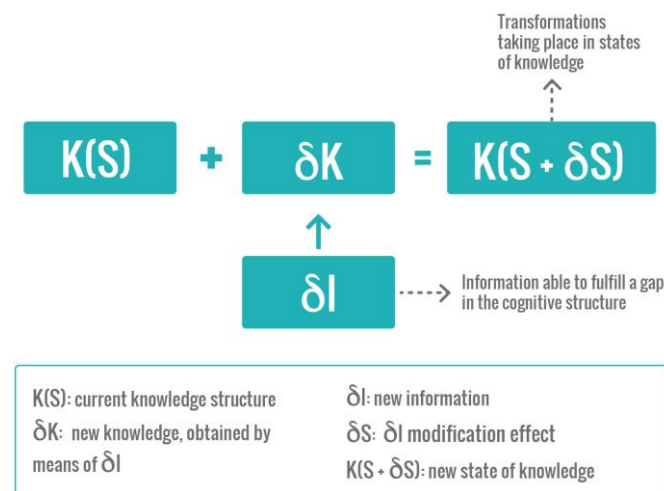 Transformations
taking place in states
of knowledge
K(S) + δK = K(S + δS)
δI
Information able to fulfill a gap
in the cognitive structure
K(S): current knowledge structure
δK: new knowledge, obtained by
means of δI
δI: new information
δS: δI modification effect
K(S + δS): new state of knowledge